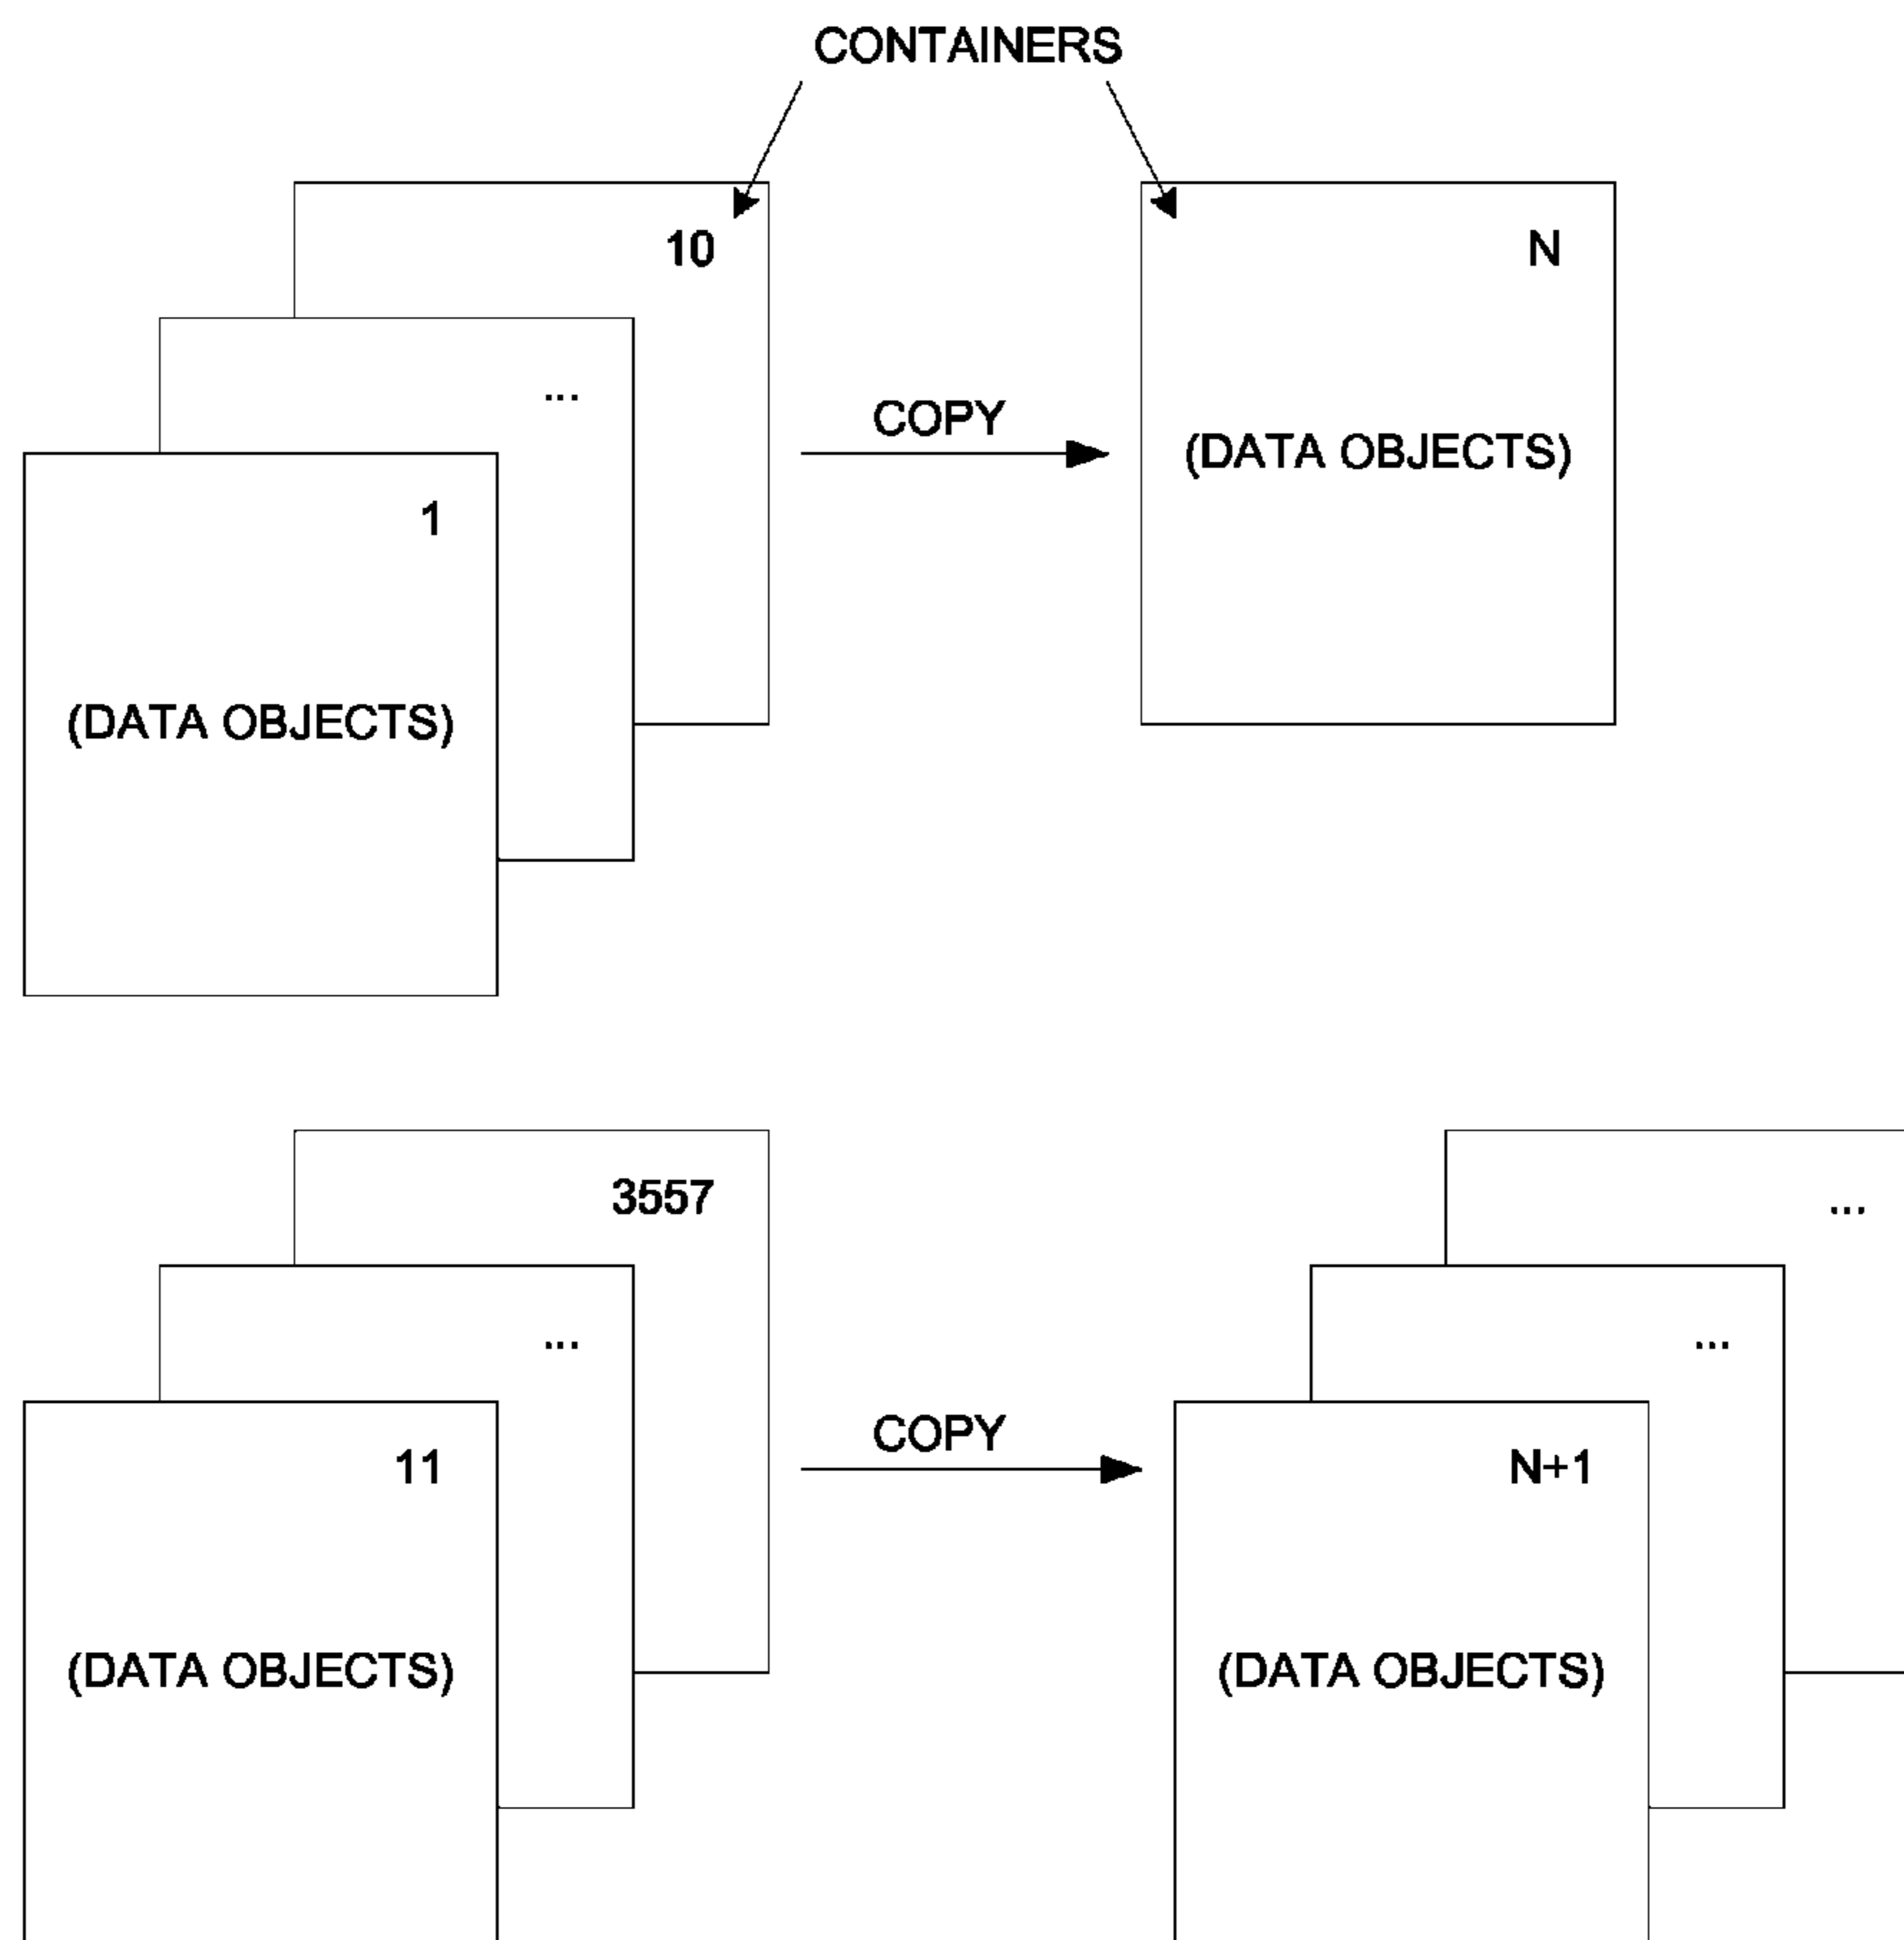 CONTAINERS
10
N
...
COPY
(DATA OBJECTS)
1
(DATA OBJECTS)
3557
...
...
...
COPY
11
N+1
(DATA OBJECTS)
(DATA OBJECTS)